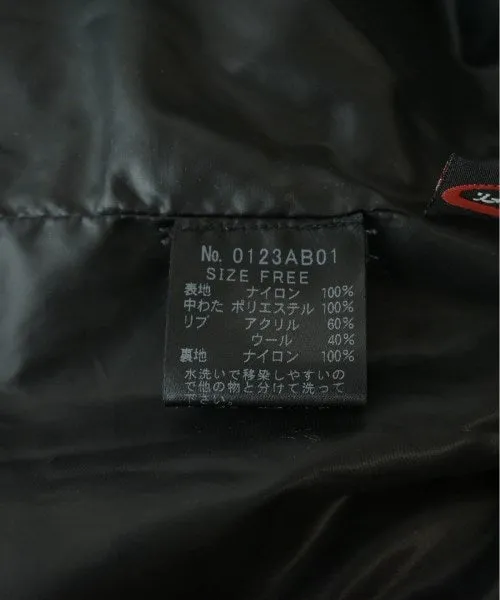 No. 0123AB01
SIZE FREE
表地 ナイロン 100%
中わた ポリエステル 100%
リブ アクリル 60%
ウール 40%
裏地 ナイロン 100%
水洗いで移染しやすいの
で他の物と分けて洗って
下さい。